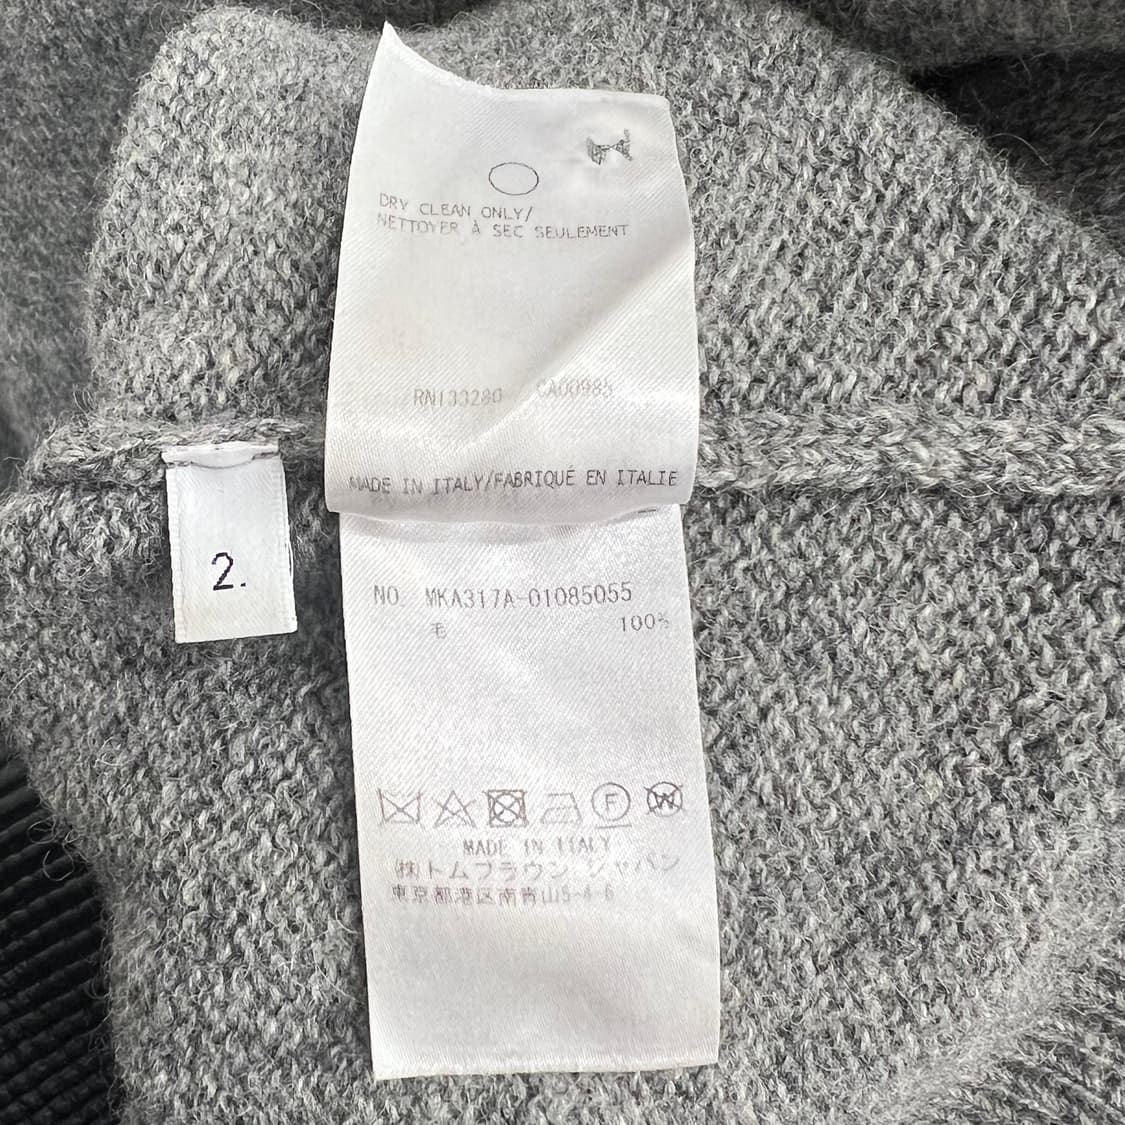 DRY CLEAN ONLY/
NETTOYER À SEC SEULEMENT
RN133280 CA00985
MADE IN ITALY/FABRIQUÉ EN ITALIE
2.
NO. MKA317A-01085055
毛 100%
F W
MADE IN ITALY
(株)トムブラウン ジャパン
東京都港区南青山5-4-6